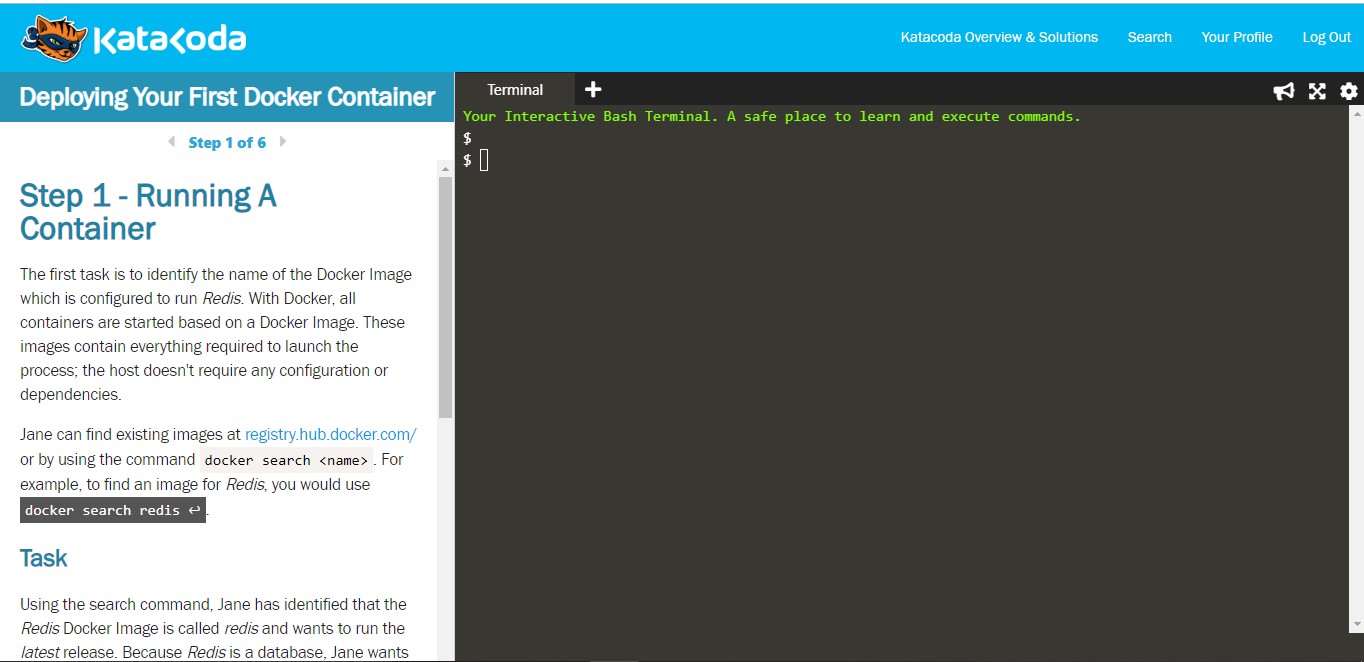 Katacoda
Katacoda Overview & Solutions
Search
Your Profile
Log Out
Deploying Your First Docker Container
Step 1 of 6
Step 1 - Running A
Container
The first task is to identify the name of the Docker Image
which is configured to run Redis. With Docker, all
containers are started based on a Docker Image. These
images contain everything required to launch the
process; the host doesn't require any configuration or
dependencies.
Jane can find existing images at registry.hub.docker.com/
or by using the command docker search <name>. For
example, to find an image for Redis, you would use
docker search redis ↩.
Task
Using the search command, Jane has identified that the
Redis Docker Image is called redis and wants to run the
latest release. Because Redis is a database, Jane wants
Terminal
Your Interactive Bash Terminal. A safe place to learn and execute commands.
$
$